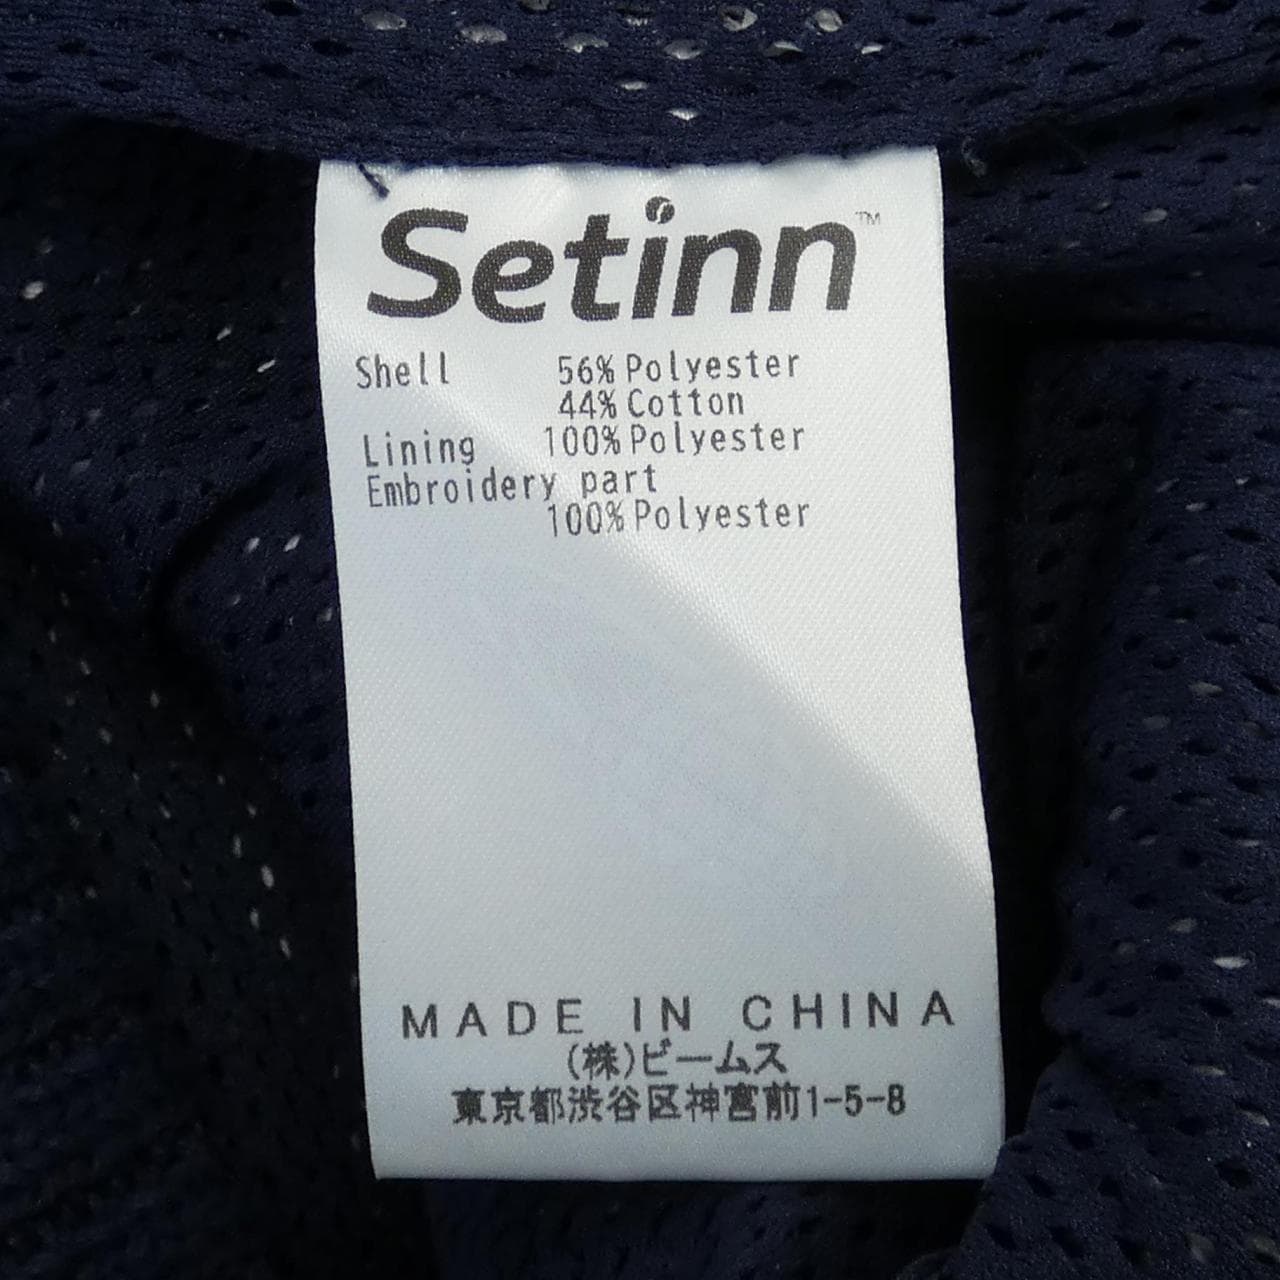 Setinn™
Shell 56% Polyester
44% Cotton
Lining 100% Polyester
Embroidery part
100% Polyester
MADE IN CHINA
(株)ビームス
東京都渋谷区神宮前1-5-8